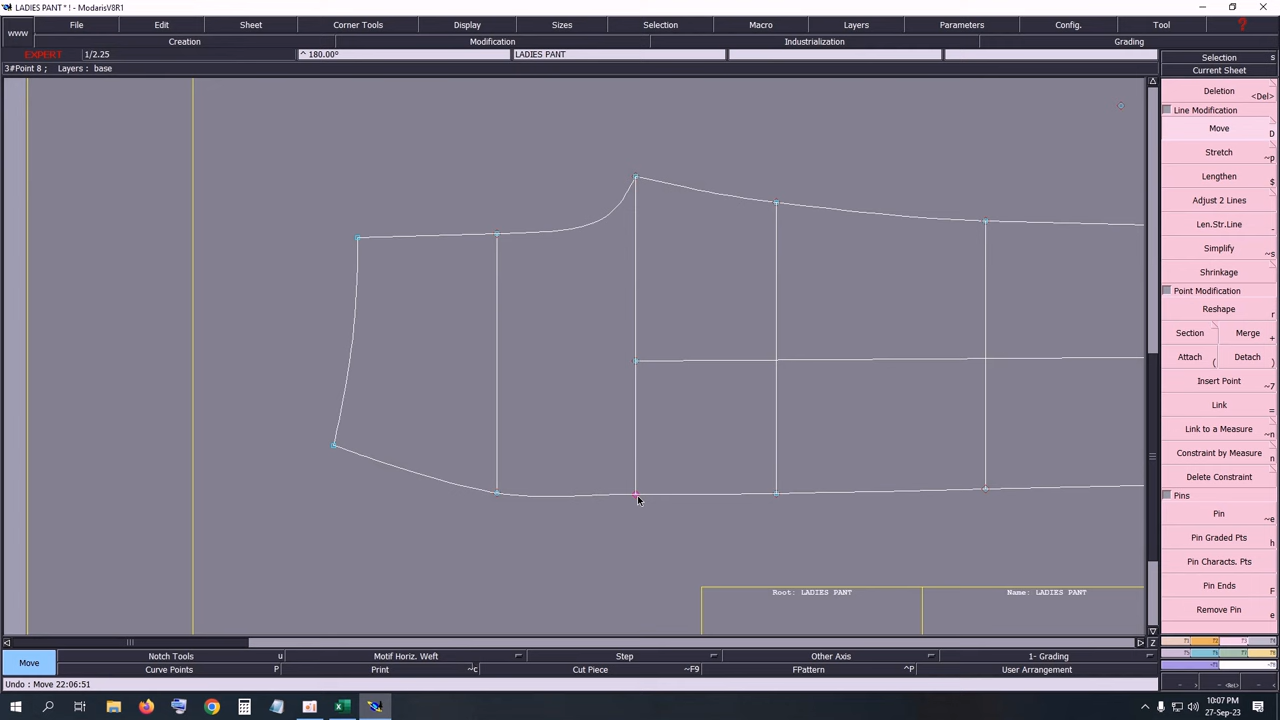 LADIES PANT * ! - ModarisV8R1
www File Edit Sheet Corner Tools Display Sizes Selection Macro Layers Parameters Config. Tool ?
Creation Modification Industrialization Grading
EXPERT 1/2.25 ^ 180.00º LADIES PANT
3#Point 8 ; Layers : base
Selection s
Current Sheet
Deletion <Del>
Line Modification
Move D
Stretch ~p
Lengthen $
Adjust 2 Lines
Len.Str.Line -
Simplify ~s
Shrinkage
Point Modification
Reshape r
Section Merge +
Attach ( Detach )
Insert Point ~7
Link =
Link to a Measure ~n
Constraint by Measure n
Delete Constraint
Pins
Pin ~e
Pin Graded Pts h
Pin Characts. Pts
Pin Ends F
Remove Pin e
Root: LADIES PANT Name: LADIES PANT
Z
Move Notch Tools u Motif Horiz. Weft Step Other Axis 1- Grading
Curve Points P Print ~c Cut Piece ~F9 FPattern ^P User Arrangement
Undo : Move 22:06:51
10:07 PM
27-Sep-23